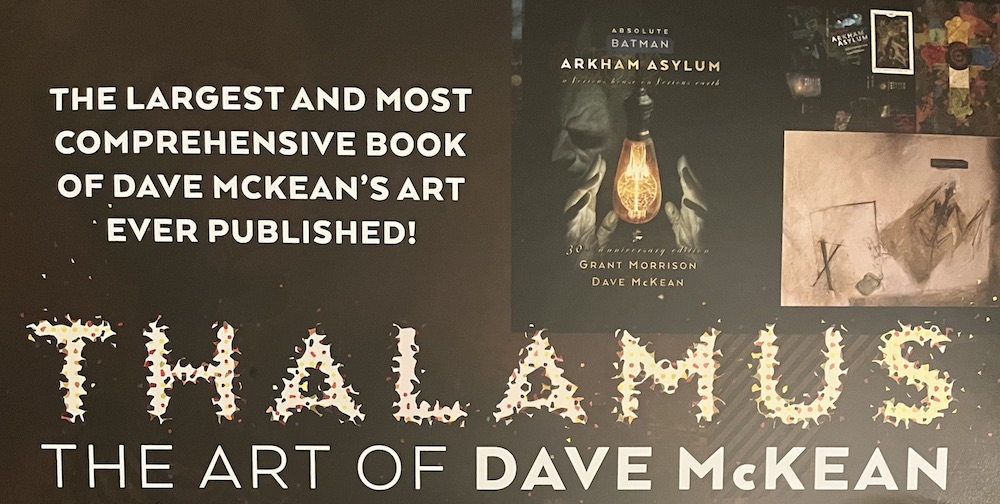 THE LARGEST AND MOST
COMPREHENSIVE BOOK
OF DAVE MCKEAN'S ART
EVER PUBLISHED!
ABSOLUTE
BATMAN
ARKHAM ASYLUM
a serious house on serious earth
30th anniversary edition
GRANT MORRISON
DAVE McKEAN
ARKHAM
ASYLUM
THALAMUS
THE ART OF DAVE McKEAN